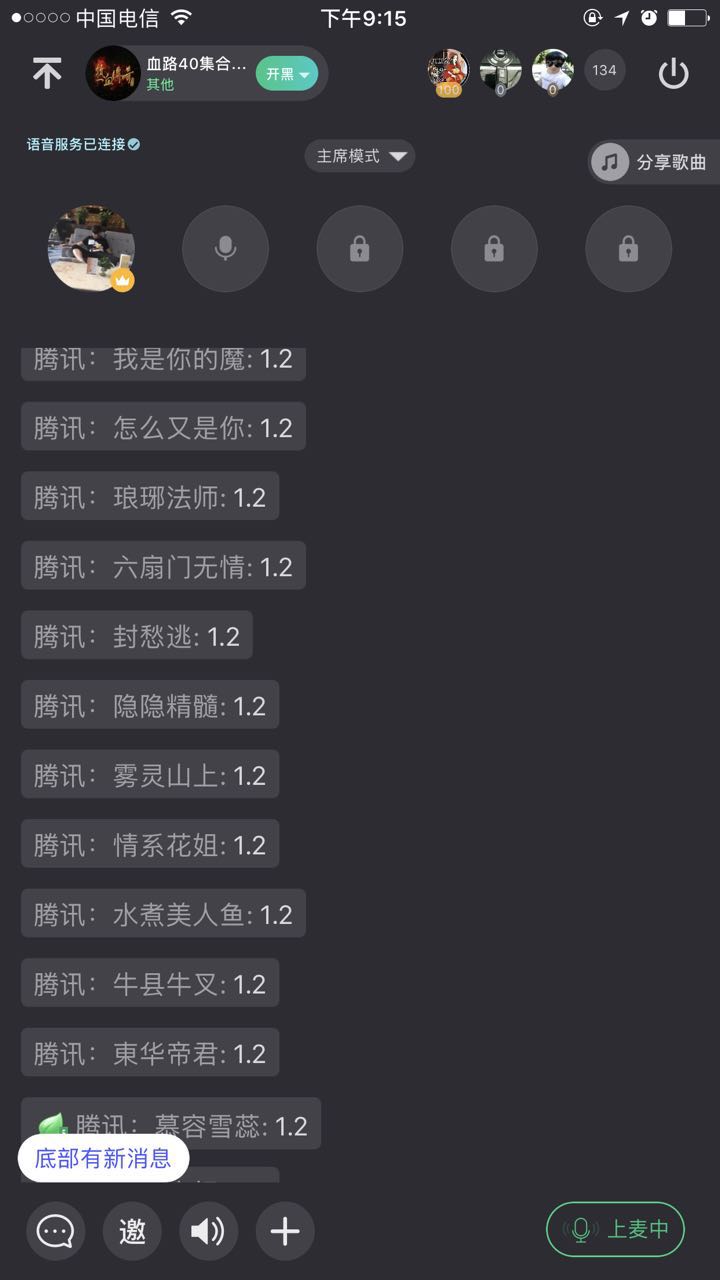 中国电信
下午9:15
血路40集合...
其他
开黑
100
0
0
134
语音服务已连接
主席模式
分享歌曲
腾讯：我是你的魔: 1.2
腾讯：怎么又是你: 1.2
腾讯：琅琊法师: 1.2
腾讯：六扇门无情: 1.2
腾讯：封愁逃: 1.2
腾讯：隐隐精髓: 1.2
腾讯：雾灵山上: 1.2
腾讯：情系花姐: 1.2
腾讯：水煮美人鱼: 1.2
腾讯：牛县牛叉: 1.2
腾讯：東华帝君: 1.2
腾讯：慕容雪蕊: 1.2
底部有新消息
邀
上麦中